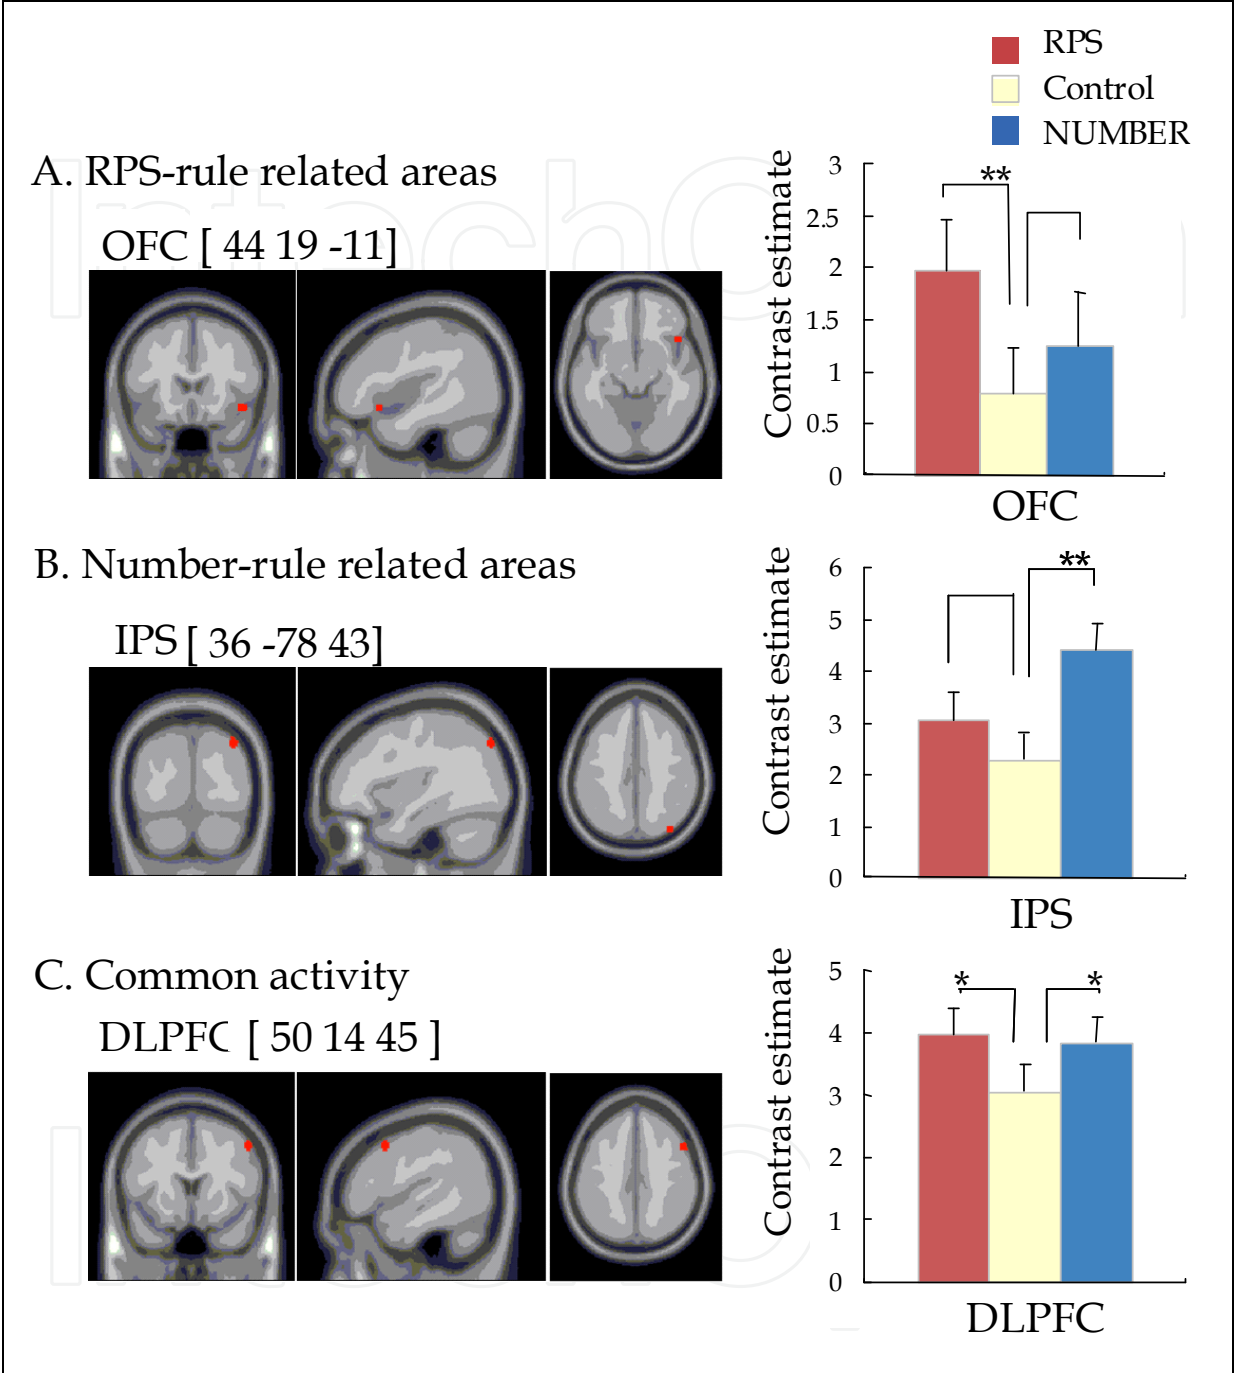 RPS
Control
NUMBER
A. RPS-rule related areas
OFC [ 44 19 -11]
Contrast estimate
3
2.5
2
1.5
1
0.5
0
**
OFC
B. Number-rule related areas
IPS [ 36 -78 43]
Contrast estimate
6
5
4
3
2
1
0
**
IPS
C. Common activity
DLPFC [ 50 14 45 ]
Contrast estimate
5
4
3
2
1
0
*
*
DLPFC